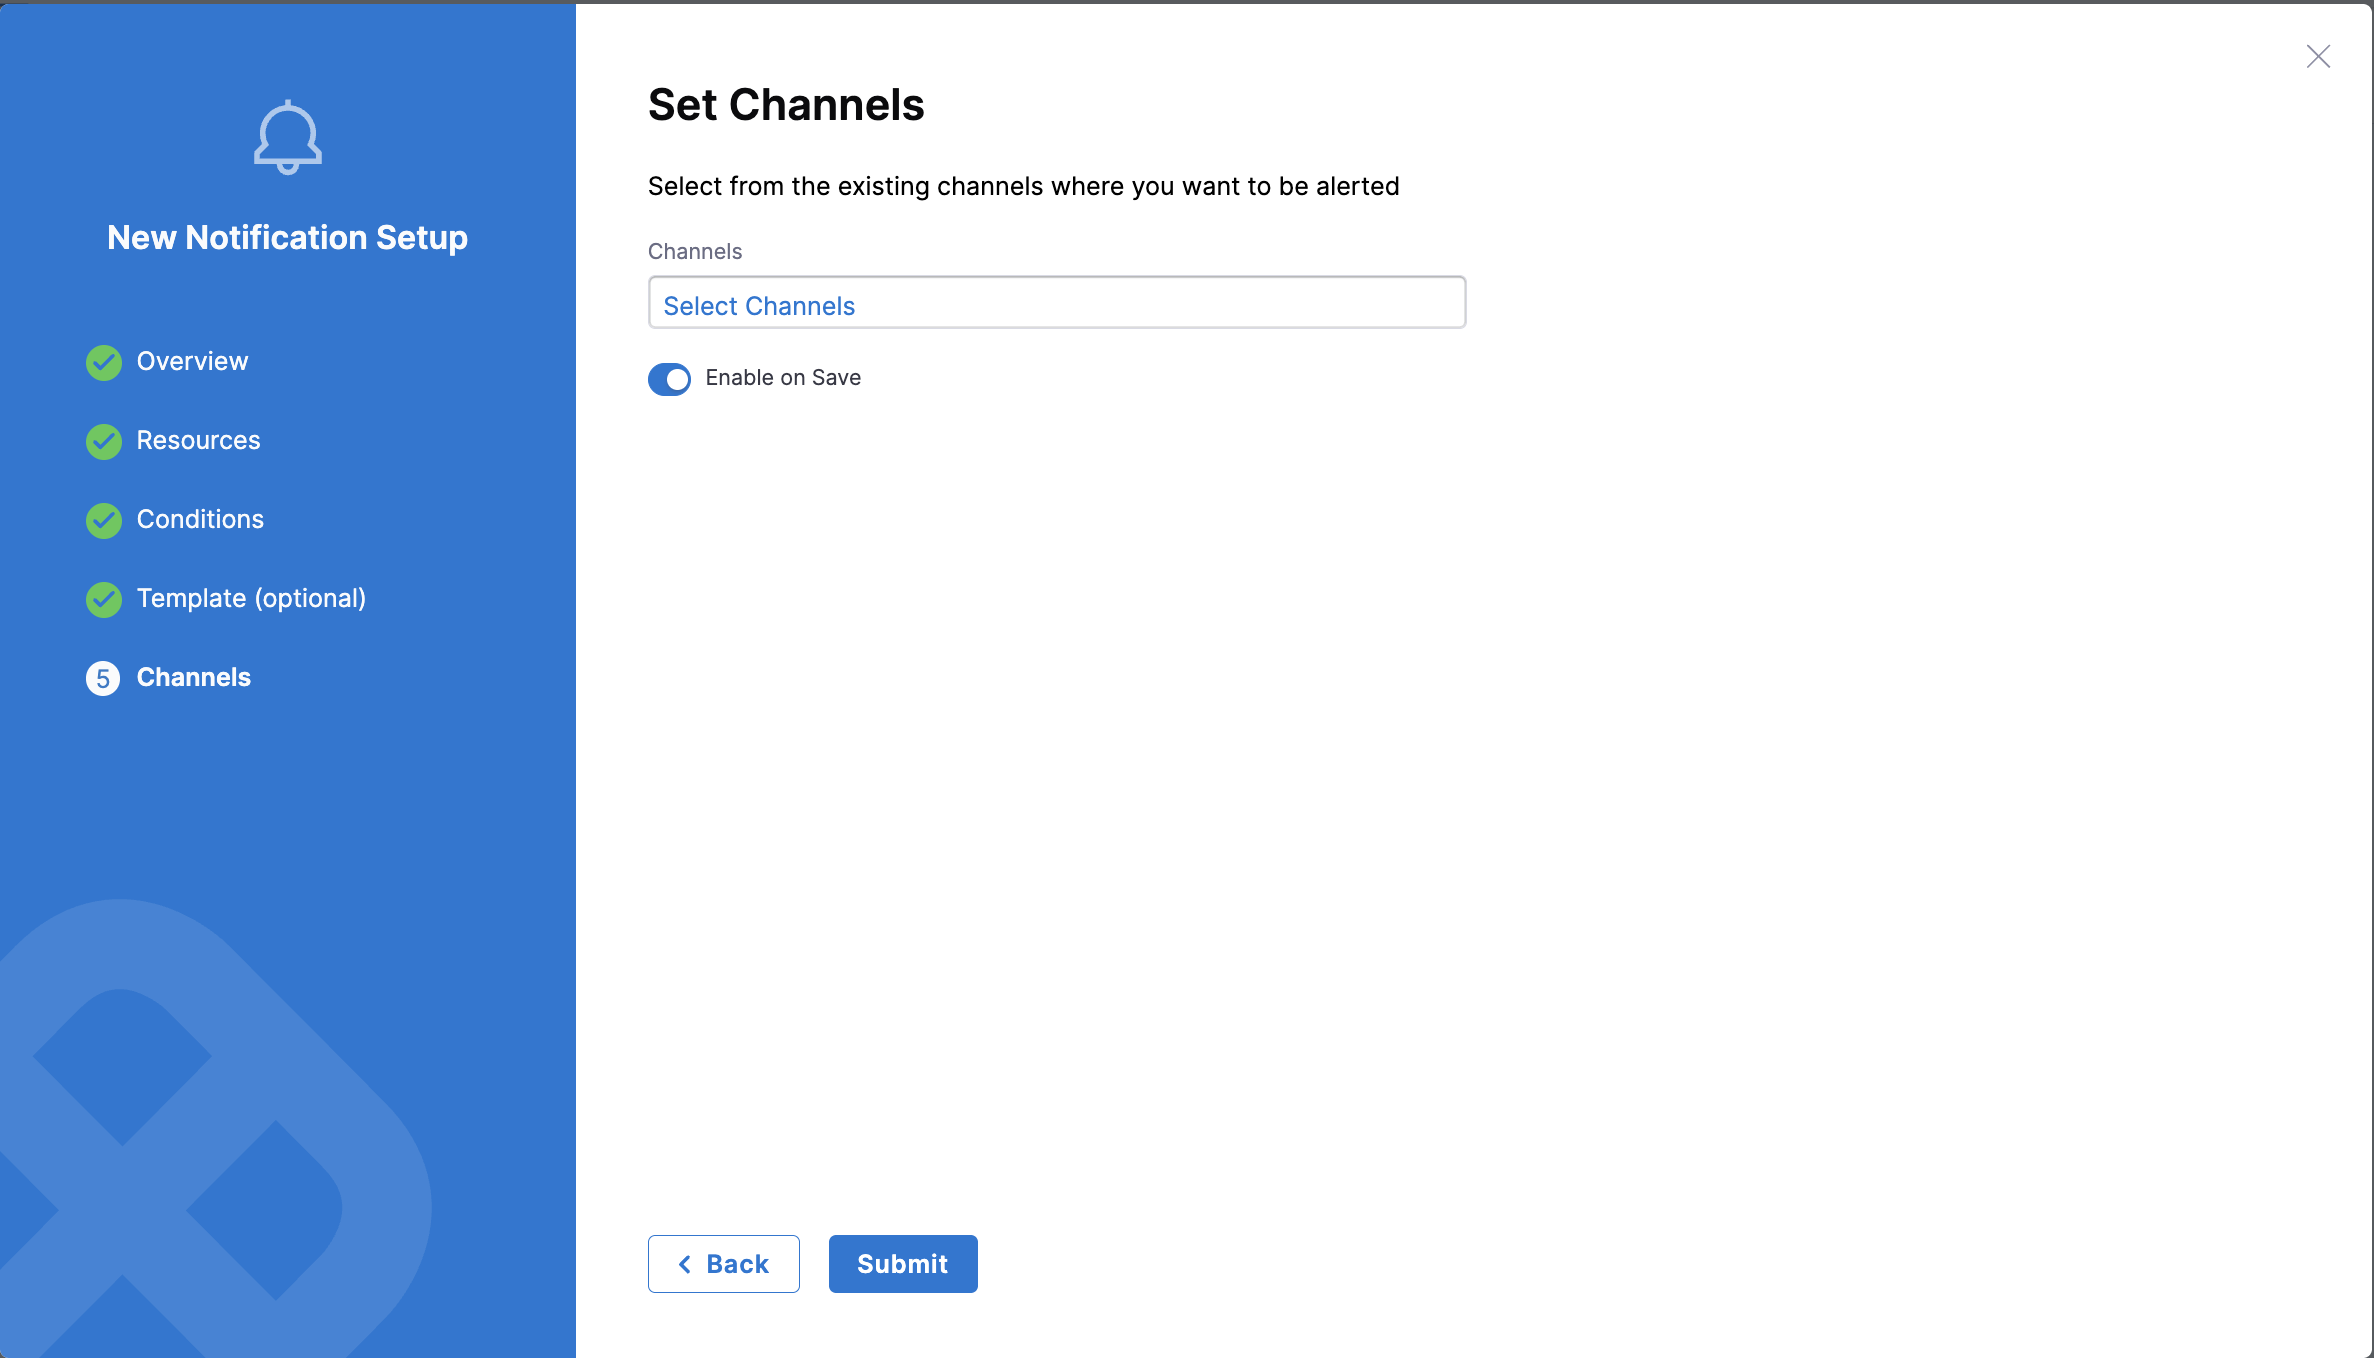 New Notification Setup
Overview
Resources
Conditions
Template (optional)
5 Channels
Set Channels
Select from the existing channels where you want to be alerted
Channels
Select Channels
Enable on Save
Back
Submit